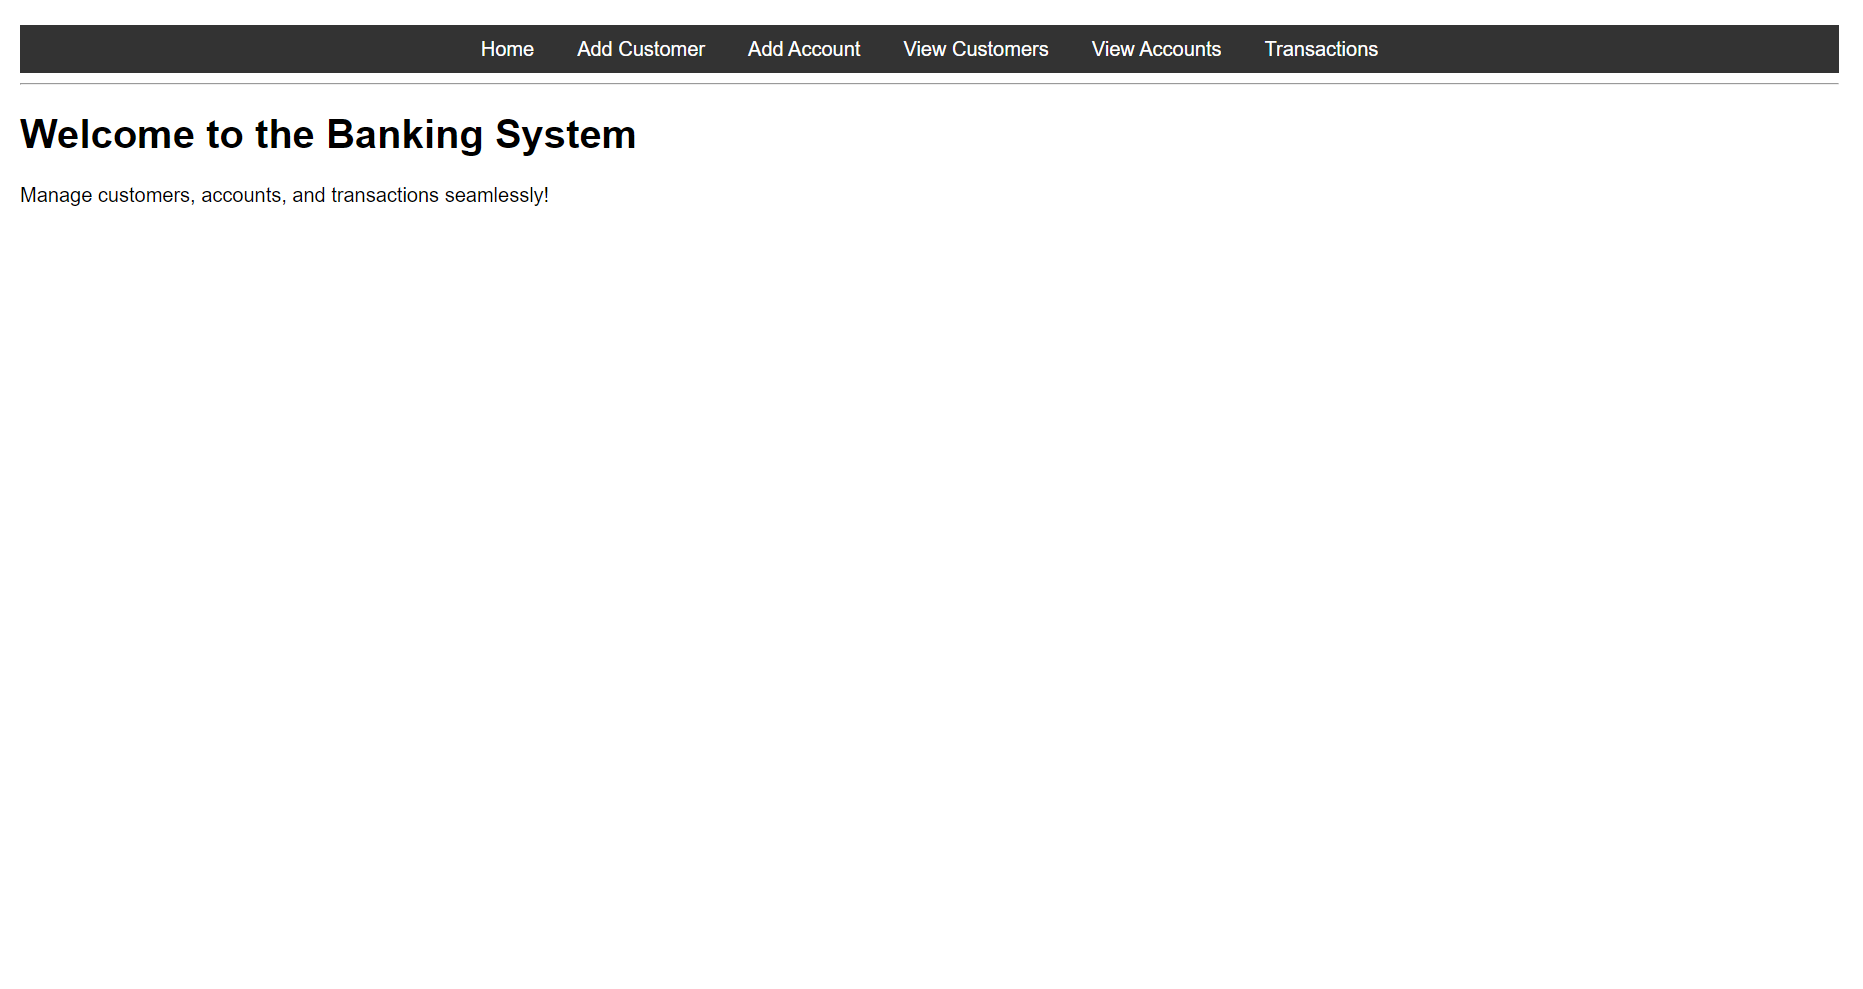 Home Add Customer Add Account View Customers View Accounts Transactions
Welcome to the Banking System
Manage customers, accounts, and transactions seamlessly!